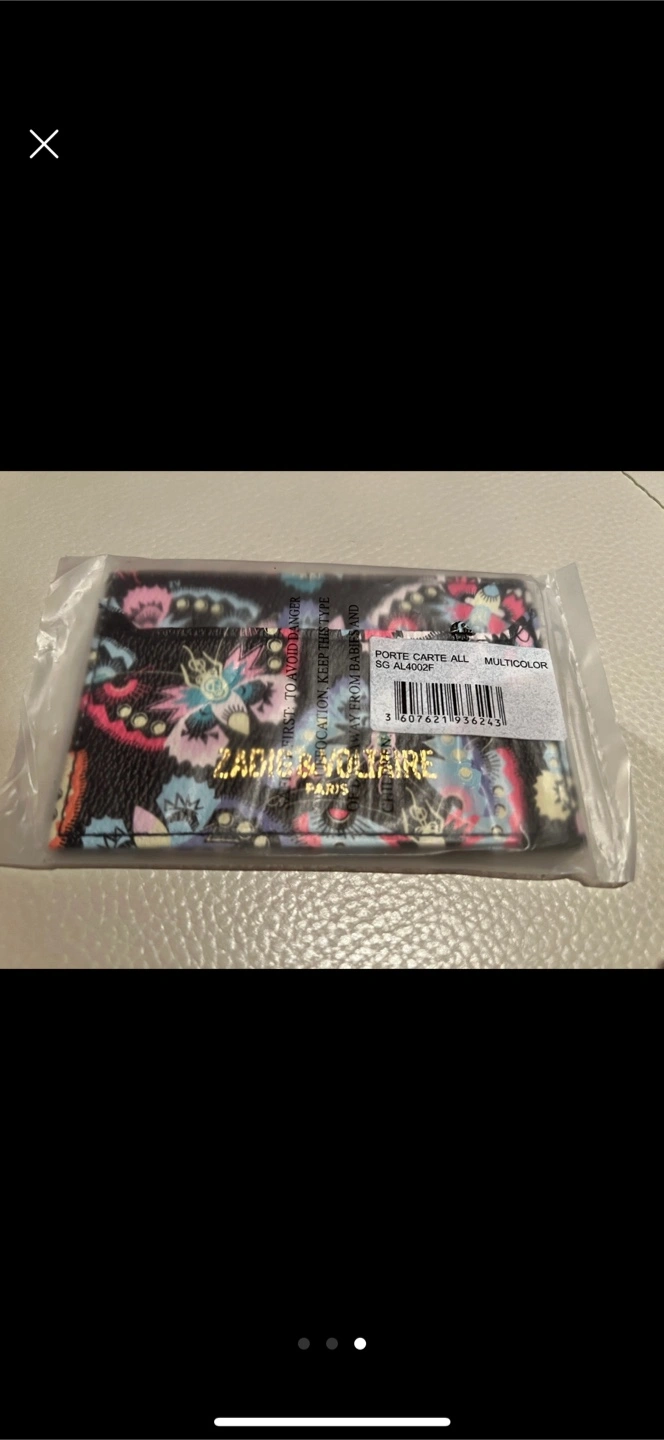 PORTE CARTE ALL MULTICOLOR
SG AL4002F
3 607621 936243
ZADIG & VOLTAIRE
PARIS
FIRST: TO AVOID DANGER
OCATION, KEEP THIS TYPE
AWAY FROM BABIES AND